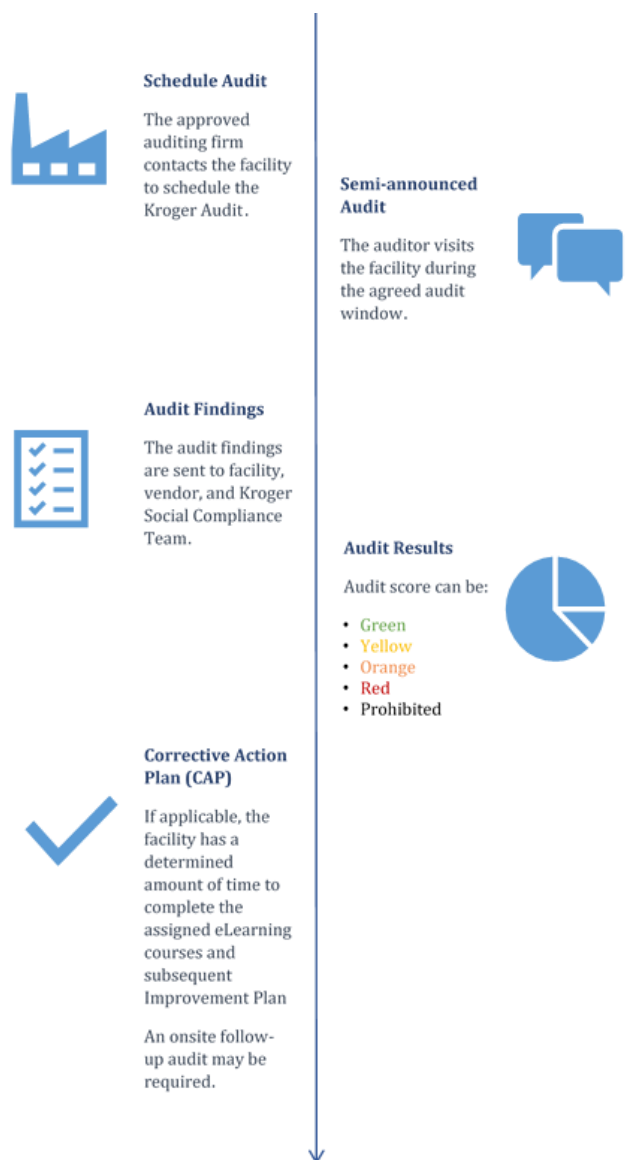 Schedule Audit
The approved
auditing firm
contacts the facility
to schedule the
Kroger Audit.
Semi-announced
Audit
The auditor visits
the facility during
the agreed audit
window.
Audit Findings
The audit findings
are sent to facility,
vendor, and Kroger
Social Compliance
Team.
Audit Results
Audit score can be:
• Green
• Yellow
• Orange
• Red
• Prohibited
Corrective Action
Plan (CAP)
If applicable, the
facility has a
determined
amount of time to
complete the
assigned eLearning
courses and
subsequent
Improvement Plan
An onsite follow-
up audit may be
required.